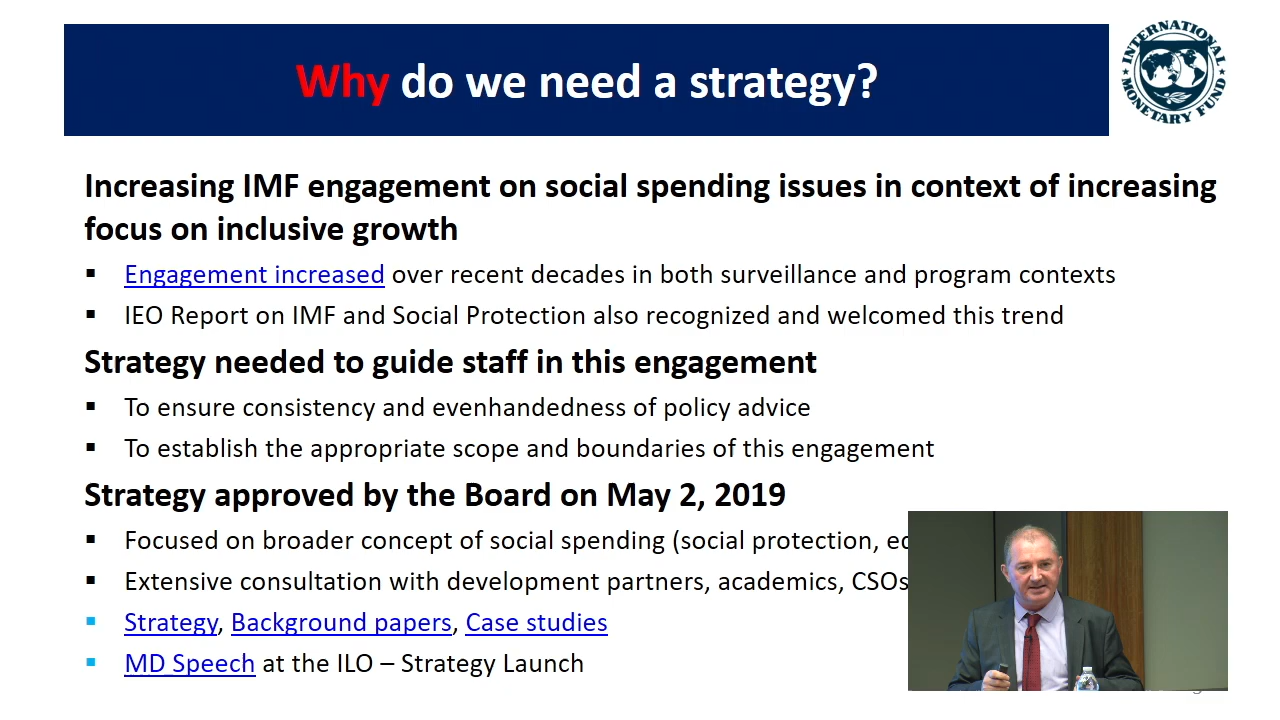 Why do we need a strategy?
INTERNATIONAL
MONETARY FUND
Increasing IMF engagement on social spending issues in context of increasing
focus on inclusive growth
▪ Engagement increased over recent decades in both surveillance and program contexts
▪ IEO Report on IMF and Social Protection also recognized and welcomed this trend
Strategy needed to guide staff in this engagement
▪ To ensure consistency and evenhandedness of policy advice
▪ To establish the appropriate scope and boundaries of this engagement
Strategy approved by the Board on May 2, 2019
▪ Focused on broader concept of social spending (social protection,
▪ Extensive consultation with development partners, academics, CSOs
▪ Strategy, Background papers, Case studies
▪ MD Speech at the ILO – Strategy Launch